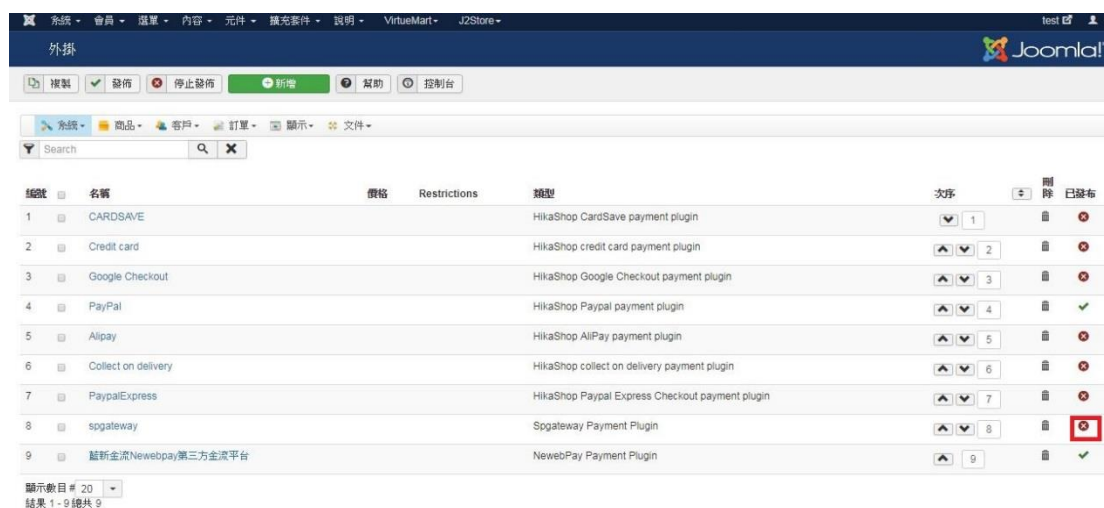 系統 會員 選單 內容 元件 擴充套件 說明 VirtueMart J2Store test
外掛 Joomla!
複製 發佈 停止發佈 新增 幫助 控制台
系統 商品 客戶 訂單 顯示 文件
Search
編號 名稱 價格 Restrictions 類型 次序 刪除 已發布
1 CARDSAVE HikaShop CardSave payment plugin 1
2 Credit card HikaShop credit card payment plugin 2
3 Google Checkout HikaShop Google Checkout payment plugin 3
4 PayPal HikaShop Paypal payment plugin 4
5 Alipay HikaShop AliPay payment plugin 5
6 Collect on delivery HikaShop collect on delivery payment plugin 6
7 PaypalExpress HikaShop Paypal Express Checkout payment plugin 7
8 spgateway Spgateway Payment Plugin 8
9 藍新金流Newebpay第三方金流平台 NewebPay Payment Plugin 9
顯示數目 # 20
結果 1 - 9 總共 9